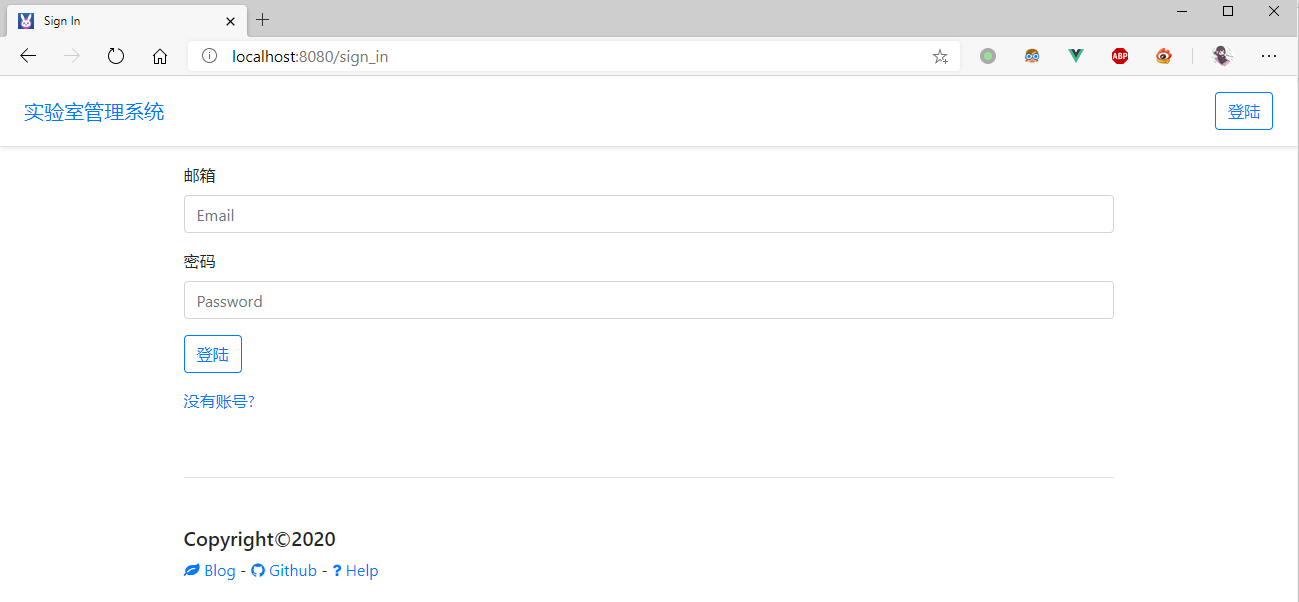 Sign In
localhost:8080/sign_in
ABP
实验室管理系统
登陆
邮箱
Email
密码
Password
登陆
没有账号?
Copyright©2020
Blog - Github - ? Help